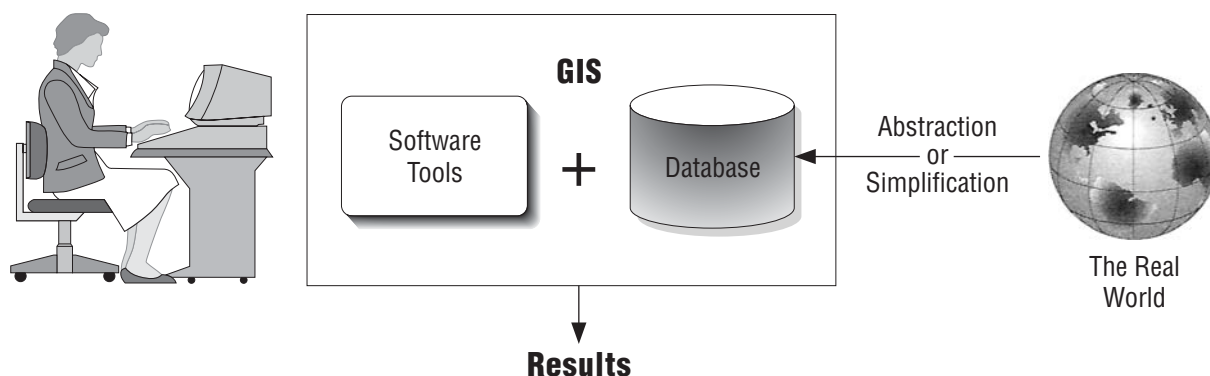 GIS
Software
Tools
+
Database
Abstraction
or
Simplification
The Real
World
Results